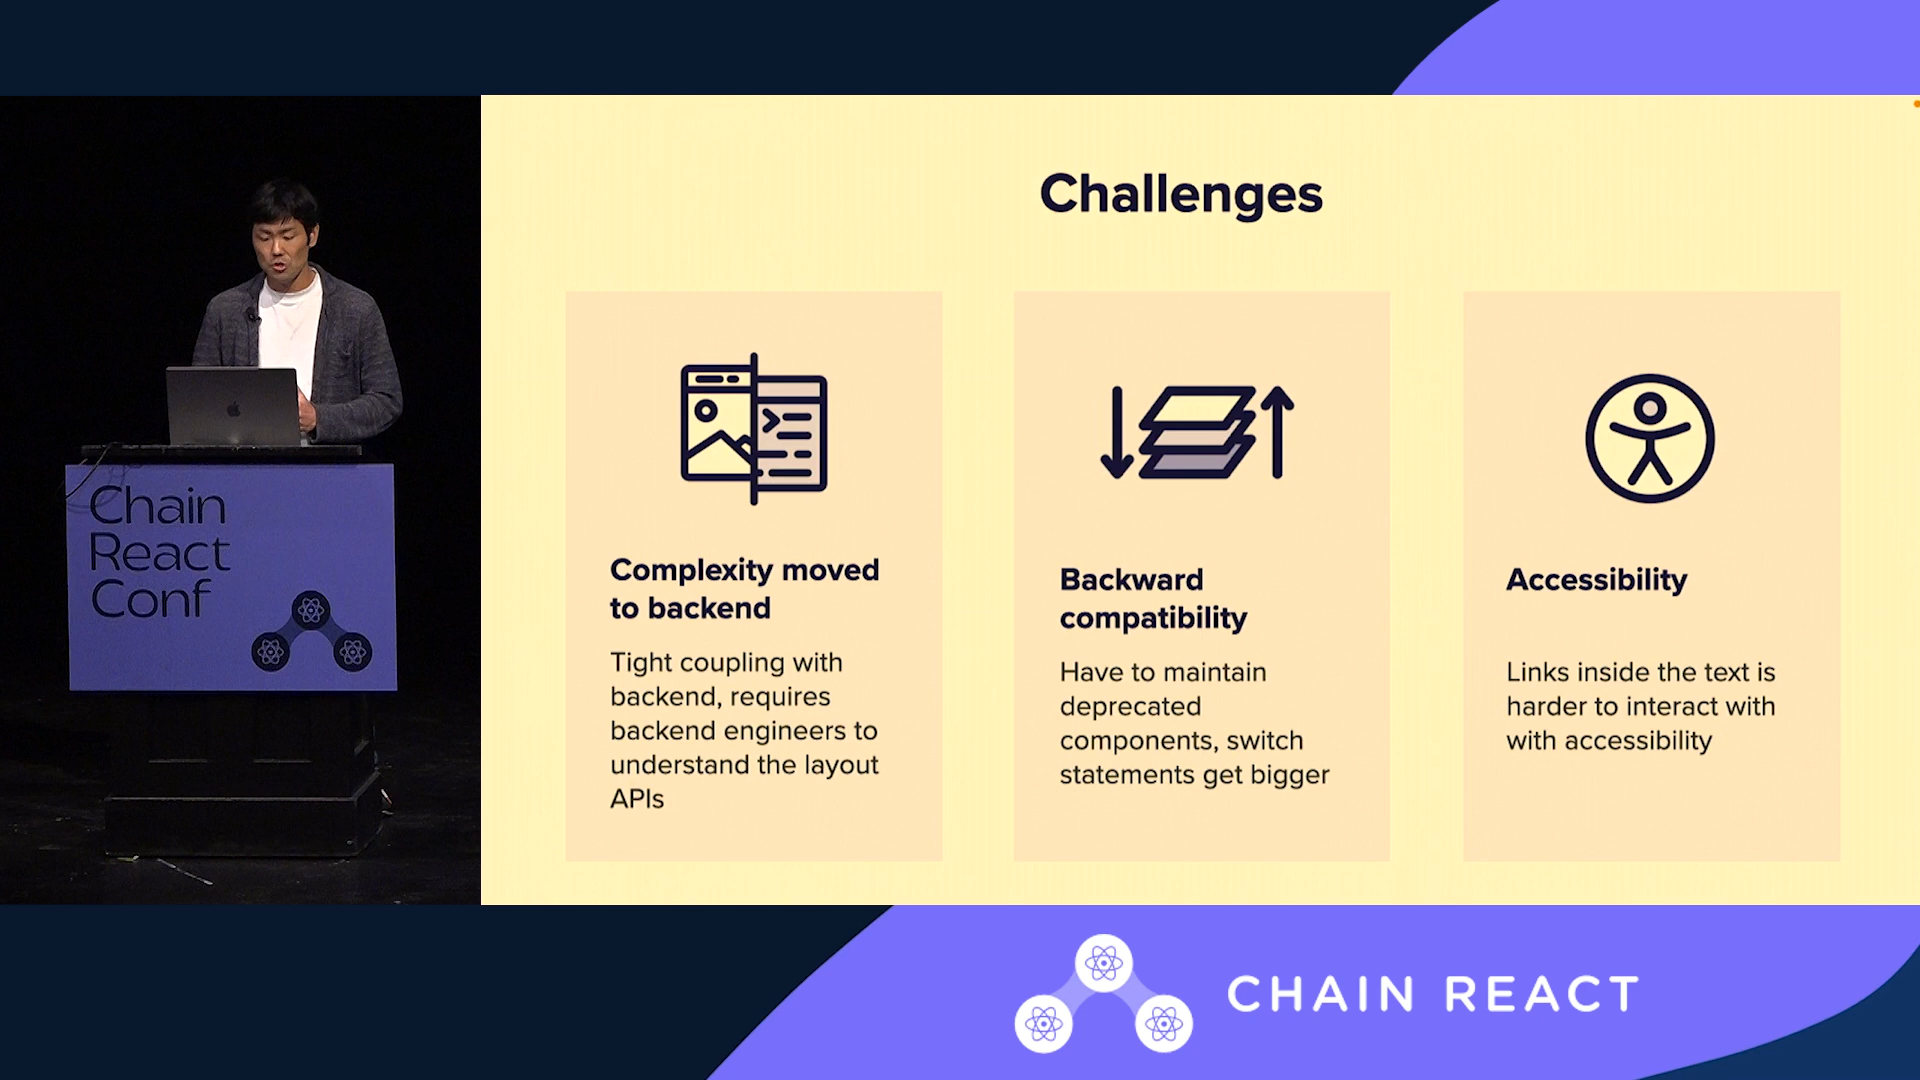 Challenges
Complexity moved
to backend
Tight coupling with
backend, requires
backend engineers to
understand the layout
APIs
Backward
compatibility
Have to maintain
deprecated
components, switch
statements get bigger
Accessibility
Links inside the text is
harder to interact with
with accessibility
Chain
React
Conf
CHAIN REACT